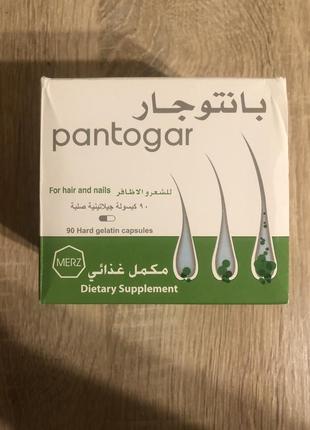 بانتوجار
pantogar
For hair and nails للشعر والاظافر
٩٠ كبسولة جيلاتينية صلبة
90 Hard gelatin capsules
MERZ
مكمل غذائي
Dietary Supplement